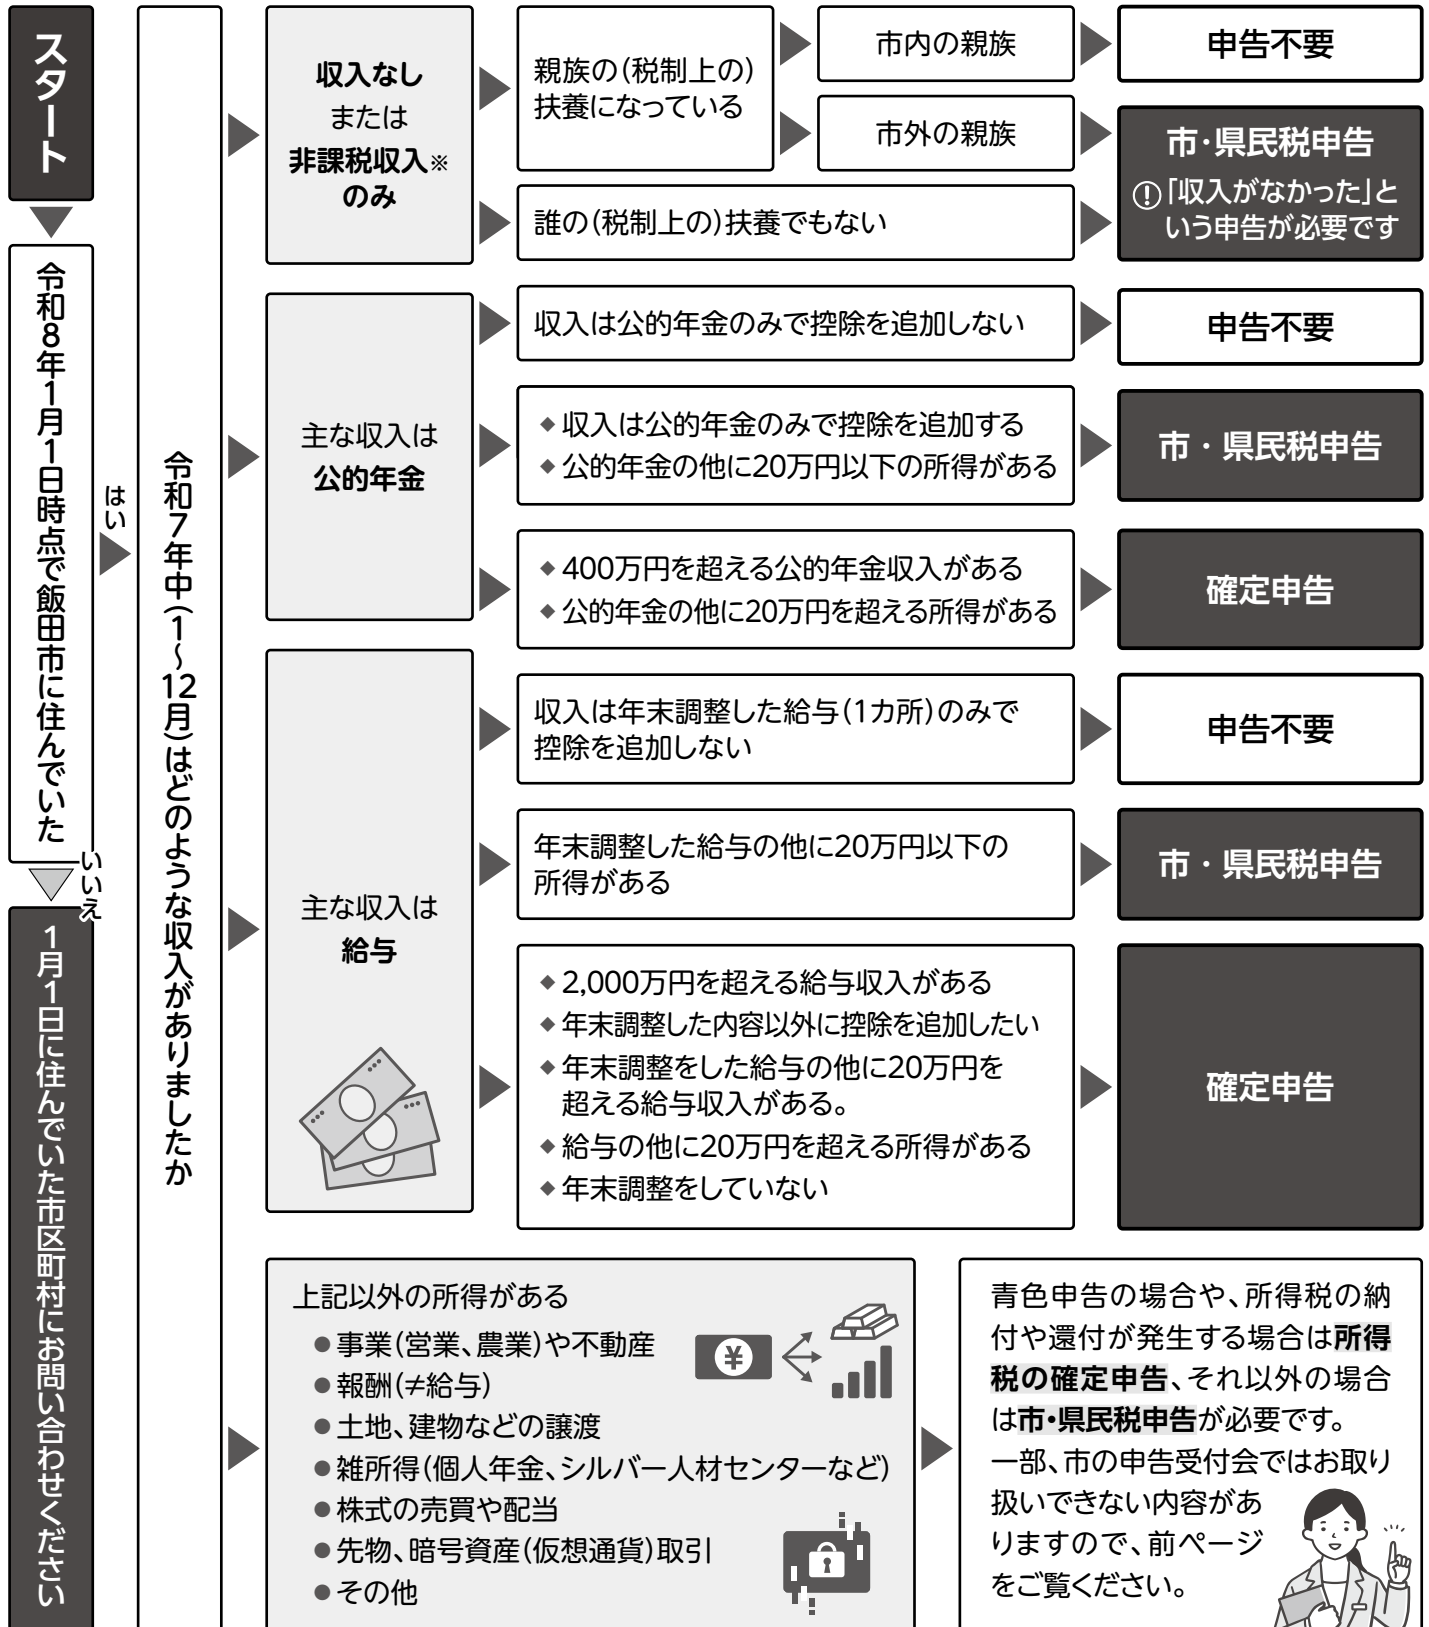 スタート
令和8年1月1日時点で飯田市に住んでいた
はい
いいえ
1月1日に住んでいた市区町村にお問い合わせください
令和7年中(1~12月)はどのような収入がありましたか
収入なし
または
非課税収入※
のみ
親族の(税制上の)
扶養になっている
市内の親族
申告不要
市外の親族
誰の(税制上の)扶養でもない
市・県民税申告
!「収入がなかった」と
いう申告が必要です
主な収入は
公的年金
収入は公的年金のみで控除を追加しない
申告不要
◆収入は公的年金のみで控除を追加する
◆公的年金の他に20万円以下の所得がある
市・県民税申告
◆400万円を超える公的年金収入がある
◆公的年金の他に20万円を超える所得がある
確定申告
主な収入は
給与
収入は年末調整した給与(1カ所)のみで
控除を追加しない
申告不要
年末調整した給与の他に20万円以下の
所得がある
市・県民税申告
◆2,000万円を超える給与収入がある
◆年末調整した内容以外に控除を追加したい
◆年末調整をした給与の他に20万円を
超える給与収入がある。
◆給与の他に20万円を超える所得がある
◆年末調整をしていない
確定申告
上記以外の所得がある
●事業(営業、農業)や不動産
●報酬(≠給与)
●土地、建物などの譲渡
●雑所得(個人年金、シルバー人材センターなど)
●株式の売買や配当
●先物、暗号資産(仮想通貨)取引
●その他
¥
青色申告の場合や、所得税の納
付や還付が発生する場合は所得
税の確定申告、それ以外の場合
は市・県民税申告が必要です。
一部、市の申告受付会ではお取り
扱いできない内容があ
りますので、前ページ
をご覧ください。